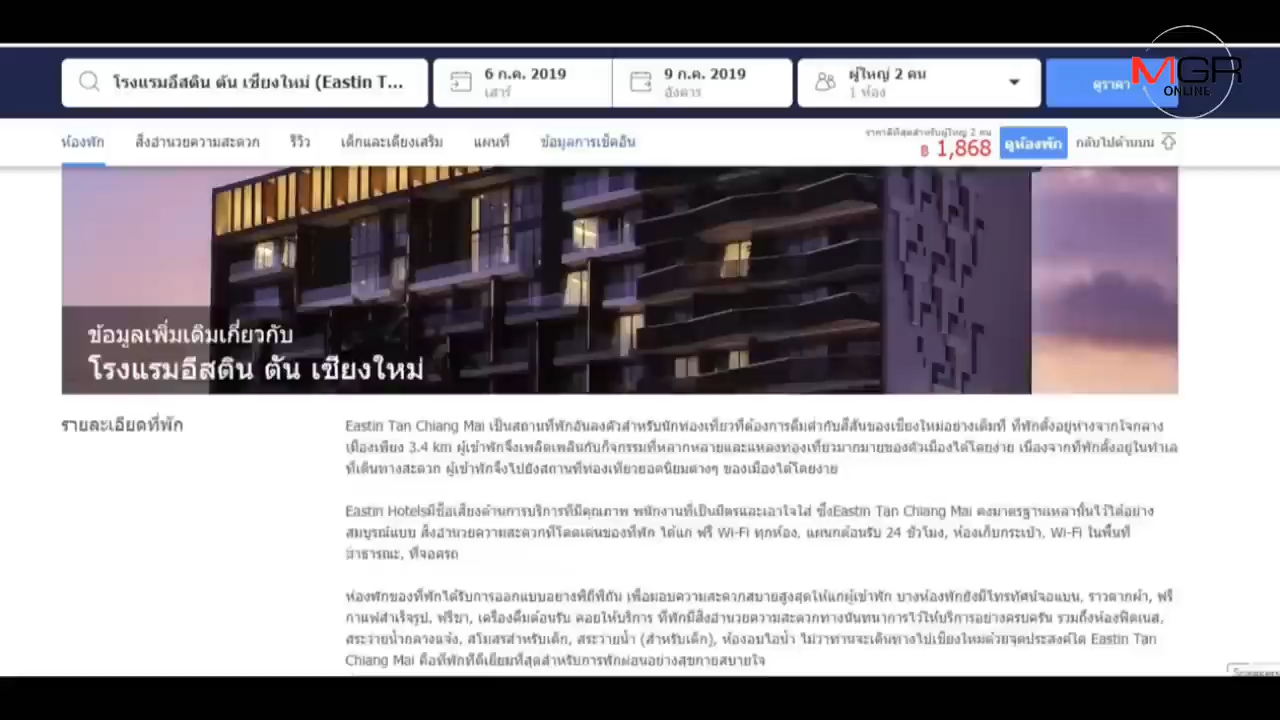 MGR
ONLINE
โรงแรมอีสติน ตัน เชียงใหม่ (Eastin T...
6 ก.ค. 2019
เสาร์
9 ก.ค. 2019
อังคาร
ผู้ใหญ่ 2 คน
1 ห้อง
ดูราคา
ห้องพัก
สิ่งอำนวยความสะดวก
รีวิว
เด็กและเตียงเสริม
แผนที่
ข้อมูลการเช็คอิน
ราคาดีที่สุดสำหรับผู้ใหญ่ 2 คน
฿ 1,868
ดูห้องพัก
กลับไปด้านบน
ข้อมูลเพิ่มเติมเกี่ยวกับ
โรงแรมอีสติน ตัน เชียงใหม่
รายละเอียดที่พัก
Eastin Tan Chiang Mai เป็นสถานที่พักอันลงตัวสำหรับนักท่องเที่ยวที่ต้องการดื่มด่ำกับสีสันของเชียงใหม่อย่างเต็มที่ ที่พักตั้งอยู่ห่างจากใจกลาง
เมืองเพียง 3.4 km ผู้เข้าพักจึงเพลิดเพลินกับกิจกรรมที่หลากหลายและแหล่งท่องเที่ยวมากมายของตัวเมืองได้โดยง่าย เนื่องจากที่พักตั้งอยู่ในทำเล
ที่เดินทางสะดวก ผู้เข้าพักจึงไปยังสถานที่ท่องเที่ยวยอดนิยมต่างๆ ของเมืองได้โดยง่าย
Eastin Hotelsมีชื่อเสียงด้านการบริการที่มีคุณภาพ พนักงานที่เป็นมิตรและเอาใจใส่ ซึ่งEastin Tan Chiang Mai คงมาตรฐานเหล่านั้นไว้ได้อย่าง
สมบูรณ์แบบ สิ่งอำนวยความสะดวกที่โดดเด่นของที่พัก ได้แก่ ฟรี Wi-Fi ทุกห้อง, แผนกต้อนรับ 24 ชั่วโมง, ห้องเก็บกระเป๋า, Wi-Fi ในพื้นที่
สาธารณะ, ที่จอดรถ
ห้องพักของที่พักได้รับการออกแบบอย่างพิถีพิถัน เพื่อมอบความสะดวกสบายสูงสุดให้แก่ผู้เข้าพัก บางห้องพักยังมีโทรทัศน์จอแบน, ราวตากผ้า, ฟรี
กาแฟสำเร็จรูป, ฟรีชา, เครื่องดื่มต้อนรับ คอยให้บริการ ที่พักมีสิ่งอำนวยความสะดวกทางนันทนาการไว้ให้บริการอย่างครบครัน รวมถึงห้องฟิตเนส,
สระว่ายน้ำกลางแจ้ง, สโมสรสำหรับเด็ก, สระว่ายน้ำ (สำหรับเด็ก), ห้องอบไอน้ำ ไม่ว่าท่านจะเดินทางไปเชียงใหม่ด้วยจุดประสงค์ใด Eastin Tan
Chiang Mai คือที่พักที่ดีเยี่ยมที่สุดสำหรับการพักผ่อนอย่างสุขกายสบายใจ